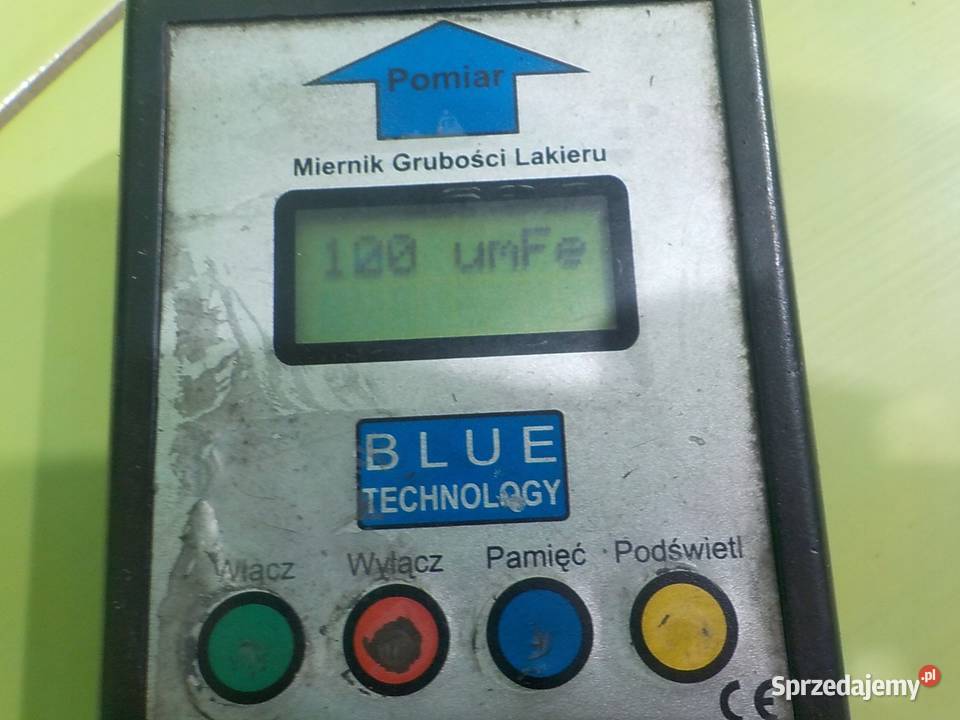 Pomiar
Miernik Grubości Lakieru
100 umFe
BLUE
TECHNOLOGY
Włącz Wyłącz Pamięć Podświetl
CE
Sprzedajemy.pl